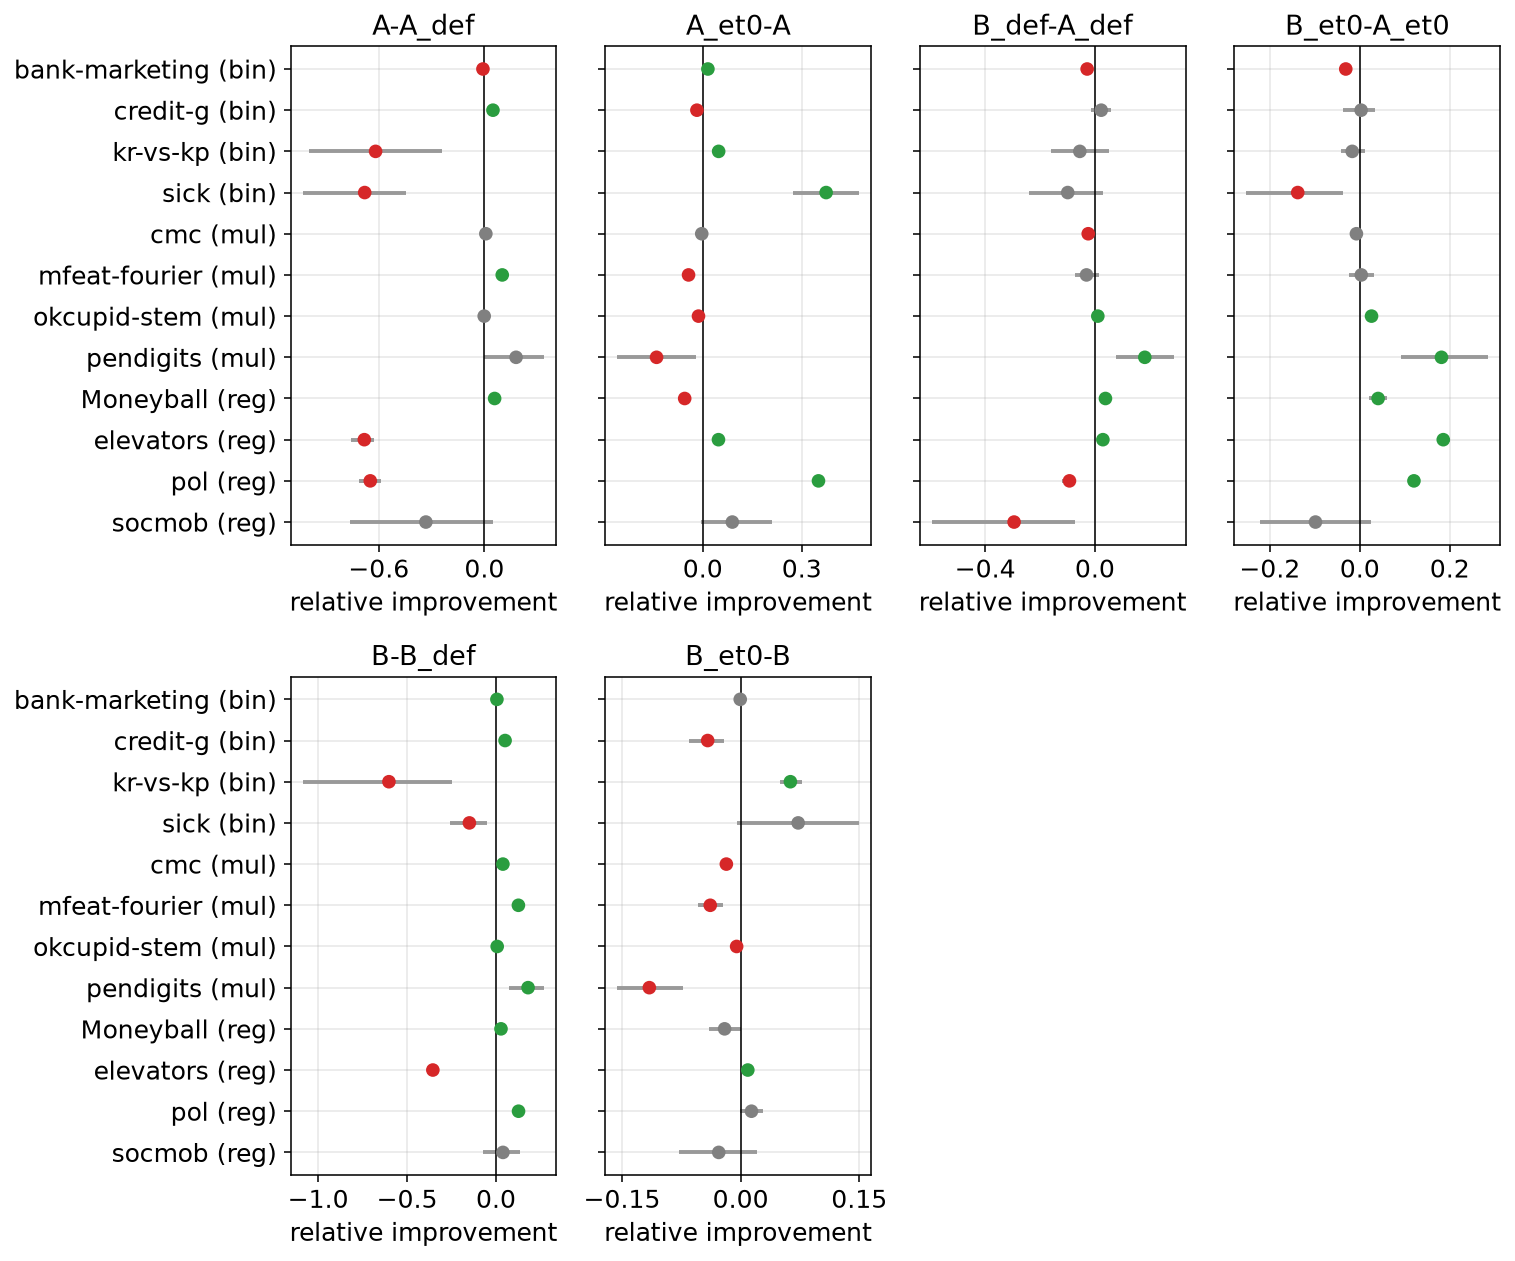 A-A_def
A_et0-A
B_def-A_def
B_et0-A_et0
bank-marketing (bin)
credit-g (bin)
kr-vs-kp (bin)
sick (bin)
cmc (mul)
mfeat-fourier (mul)
okcupid-stem (mul)
pendigits (mul)
Moneyball (reg)
elevators (reg)
pol (reg)
socmob (reg)
−0.6 0.0
0.0 0.3
−0.4 0.0
−0.2 0.0 0.2
relative improvement
relative improvement
relative improvement
relative improvement
B-B_def
B_et0-B
bank-marketing (bin)
credit-g (bin)
kr-vs-kp (bin)
sick (bin)
cmc (mul)
mfeat-fourier (mul)
okcupid-stem (mul)
pendigits (mul)
Moneyball (reg)
elevators (reg)
pol (reg)
socmob (reg)
−1.0 −0.5 0.0
−0.15 0.00 0.15
relative improvement
relative improvement